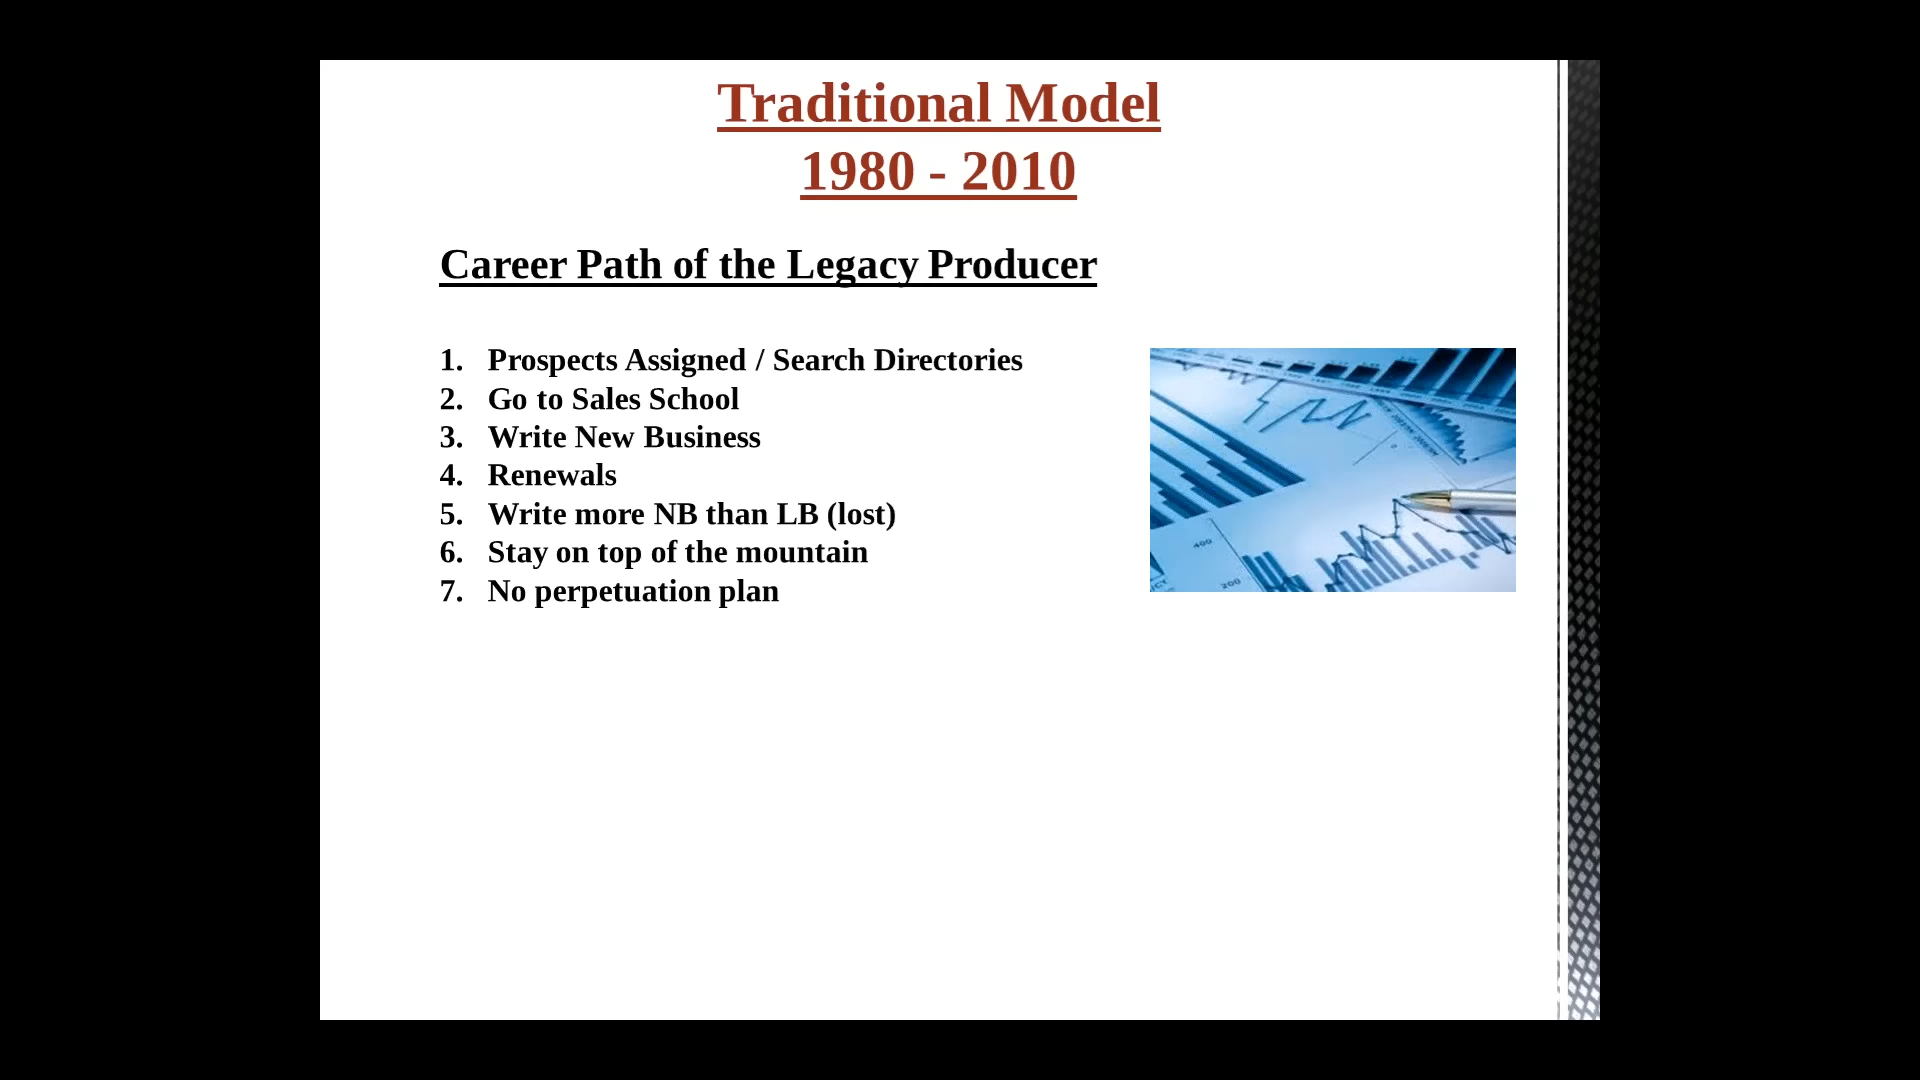 Traditional Model
1980 - 2010
Career Path of the Legacy Producer
1. Prospects Assigned / Search Directories
2. Go to Sales School
3. Write New Business
4. Renewals
5. Write more NB than LB (lost)
6. Stay on top of the mountain
7. No perpetuation plan
400
200